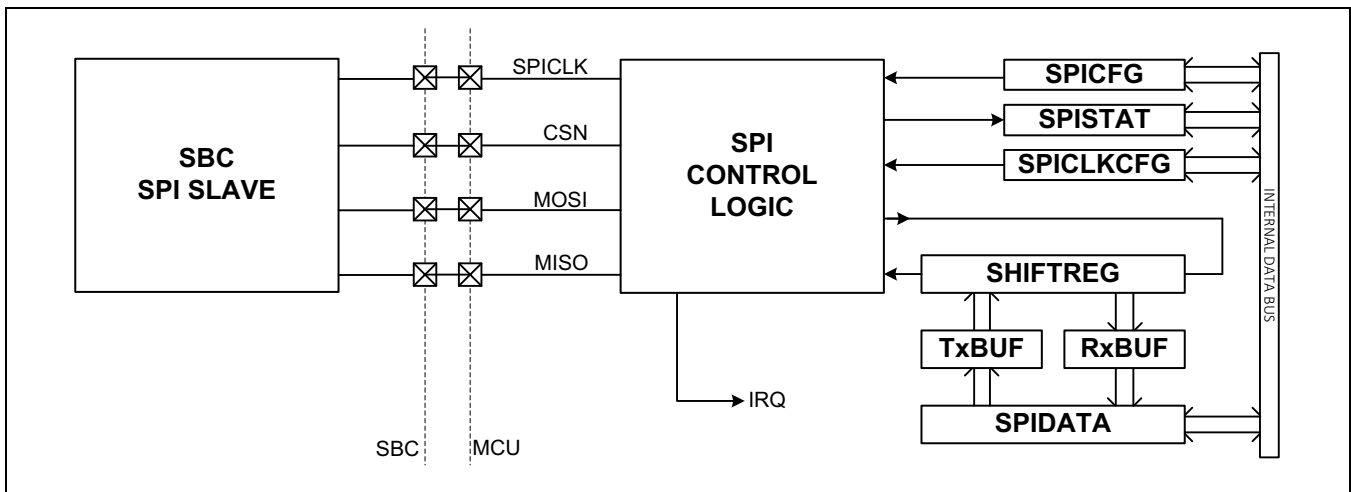 SBC
SPI SLAVE
SPICLK
CSN
MOSI
MISO
SPI
CONTROL
LOGIC
SPICFG
SPISTAT
SPICLKCFG
SHIFTREG
TxBUF
RxBUF
SPIDATA
INTERNAL DATA BUS
IRQ
SBC
MCU